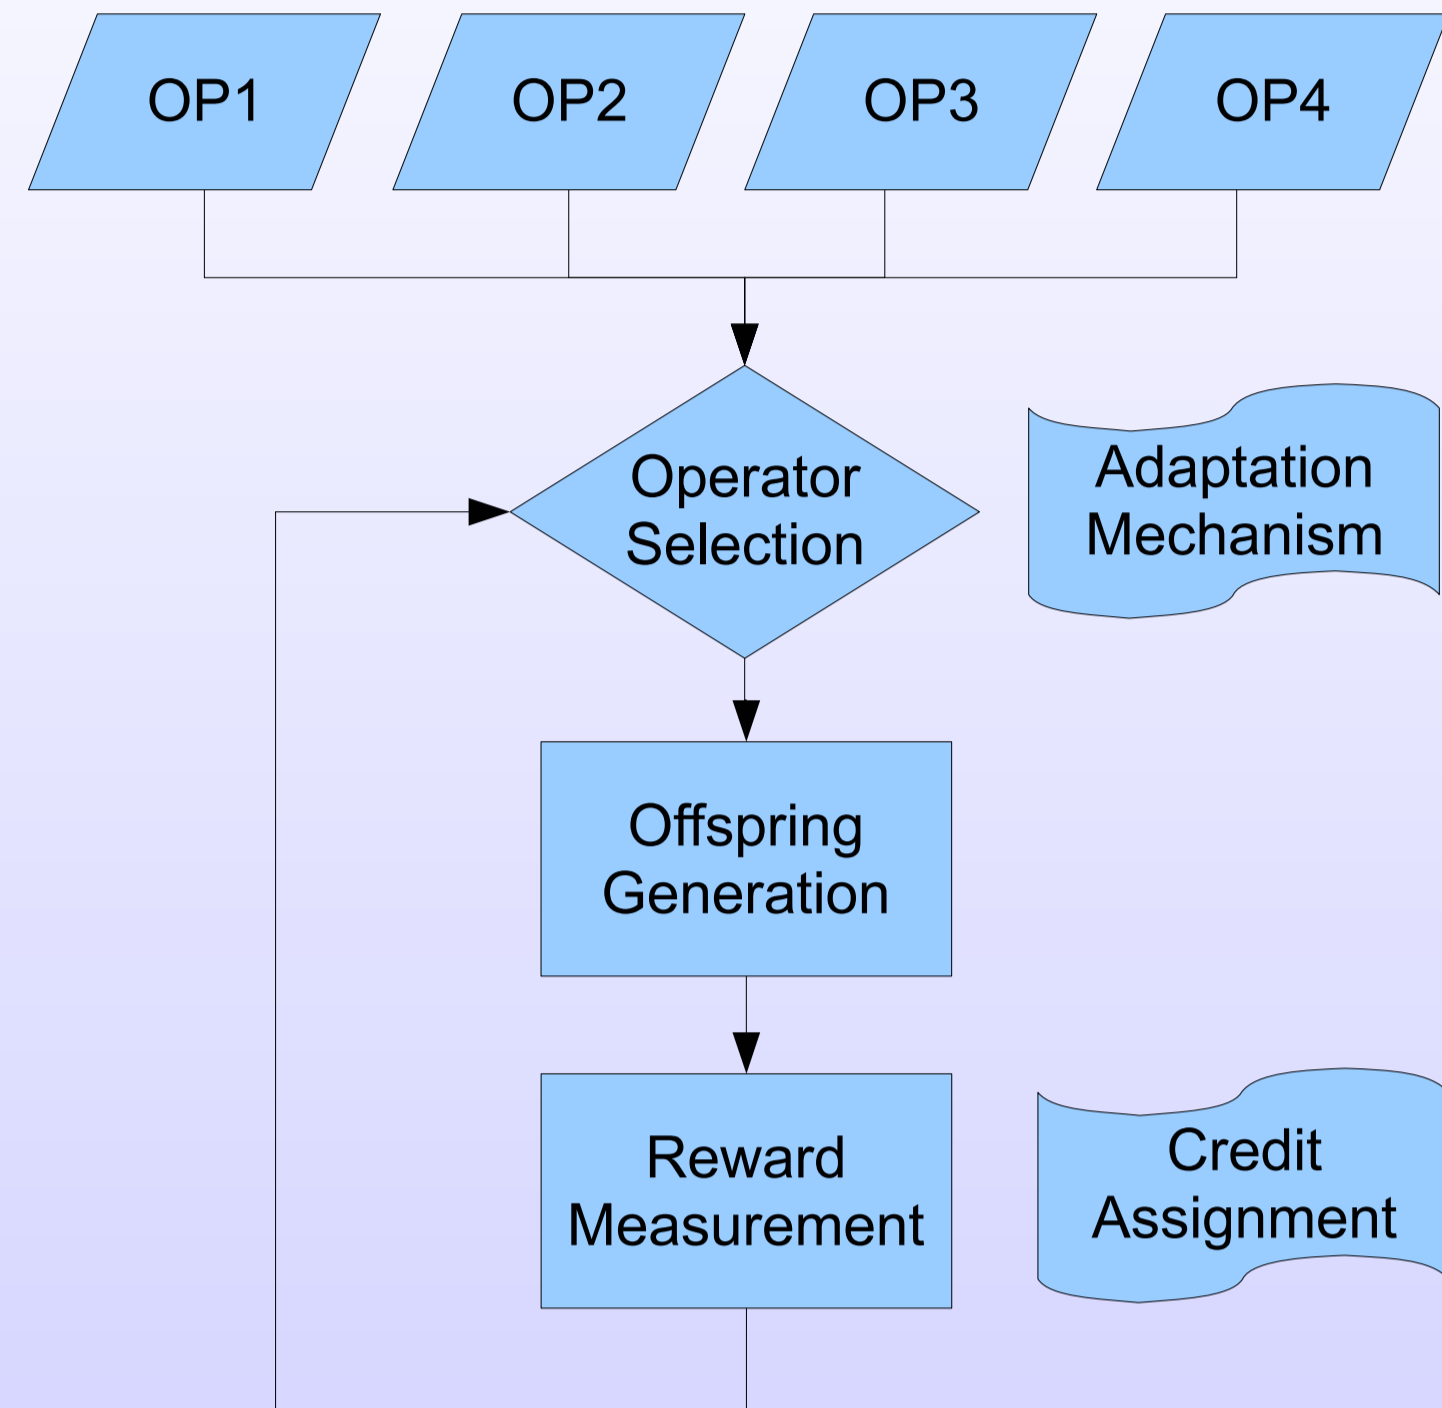 OP1 OP2 OP3 OP4
Operator
Selection
Adaptation
Mechanism
Offspring
Generation
Reward
Measurement
Credit
Assignment